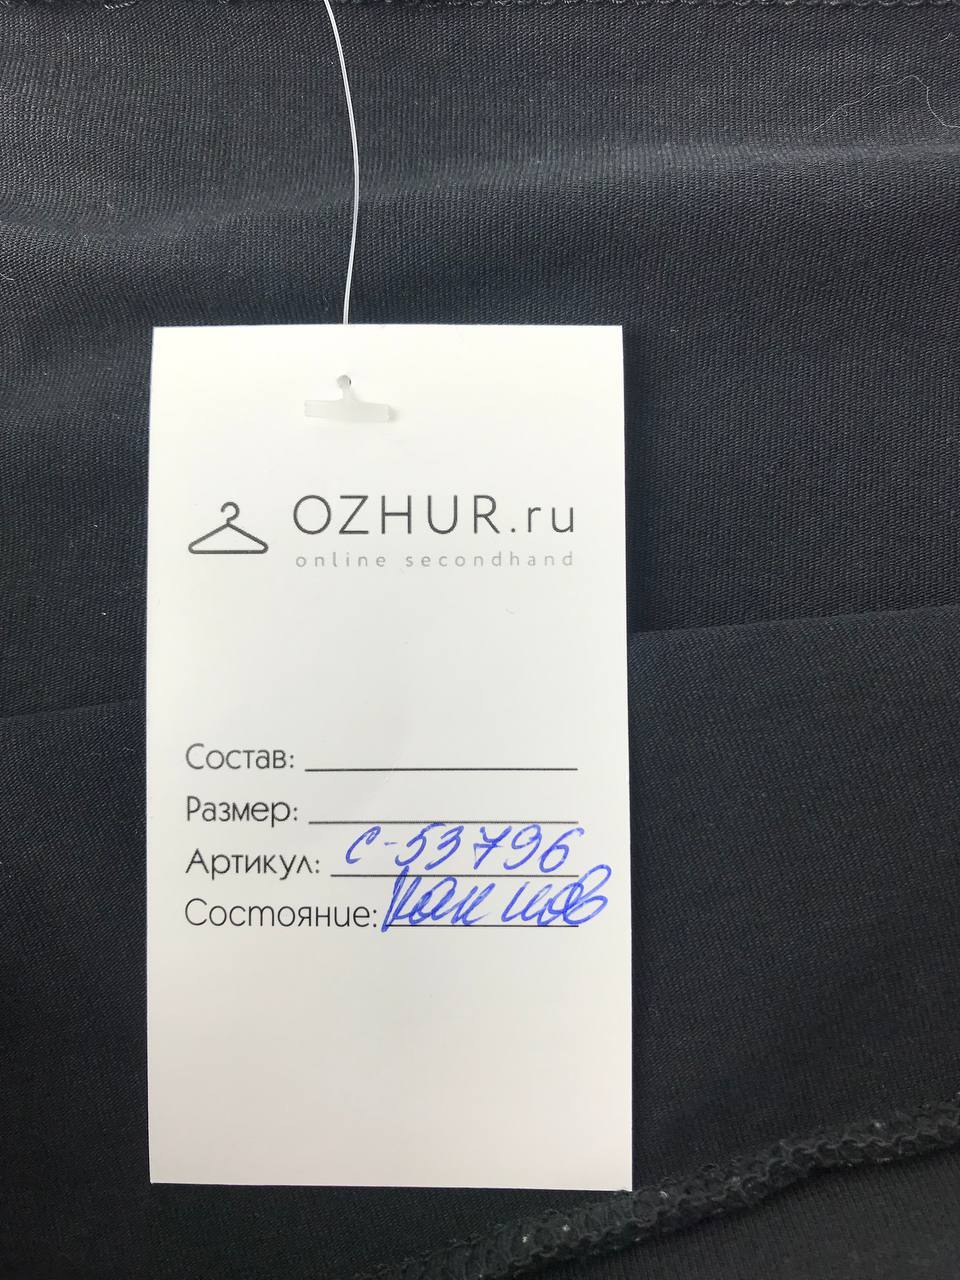 OZHUR.ru
online secondhand
Состав:
Размер:
Артикул: С-53796
Состояние: как нов